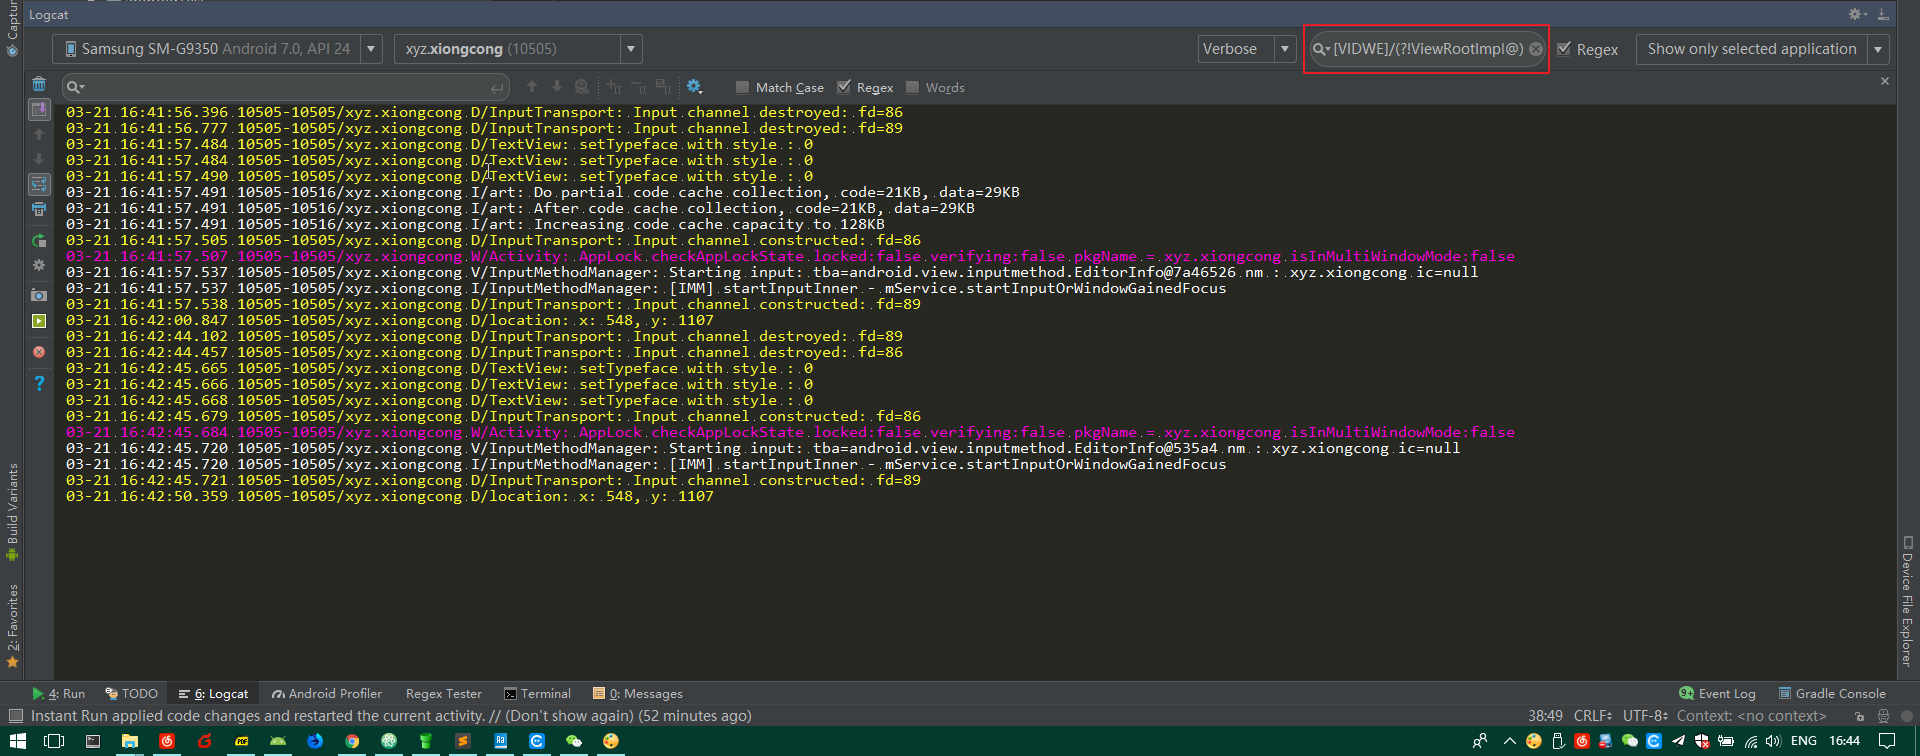 Logcat
Samsung SM-G9350 Android 7.0, API 24
xyz.xiongcong (10505)
Verbose
[VIDWE]/(?!ViewRootImpl@)
Regex
Show only selected application
Match Case
Regex
Words
03-21 16:41:56.396 10505-10505/xyz.xiongcong D/InputTransport: Input channel destroyed: fd=86
03-21 16:41:56.777 10505-10505/xyz.xiongcong D/InputTransport: Input channel destroyed: fd=89
03-21 16:41:57.484 10505-10505/xyz.xiongcong D/TextView: setTypeface with style : 0
03-21 16:41:57.484 10505-10505/xyz.xiongcong D/TextView: setTypeface with style : 0
03-21 16:41:57.490 10505-10505/xyz.xiongcong D/TextView: setTypeface with style : 0
03-21 16:41:57.491 10505-10516/xyz.xiongcong I/art: Do partial code cache collection, code=21KB, data=29KB
03-21 16:41:57.491 10505-10516/xyz.xiongcong I/art: After code cache collection, code=21KB, data=29KB
03-21 16:41:57.491 10505-10516/xyz.xiongcong I/art: Increasing code cache capacity to 128KB
03-21 16:41:57.505 10505-10505/xyz.xiongcong D/InputTransport: Input channel constructed: fd=86
03-21 16:41:57.507 10505-10505/xyz.xiongcong W/Activity: AppLock checkAppLockState locked:false verifying:false pkgName = xyz.xiongcong isInMultiWindowMode:false
03-21 16:41:57.537 10505-10505/xyz.xiongcong V/InputMethodManager: Starting input: tba=android.view.inputmethod.EditorInfo@7a46526 nm : xyz.xiongcong ic=null
03-21 16:41:57.537 10505-10505/xyz.xiongcong I/InputMethodManager: [IMM] startInputInner - mService.startInputOrWindowGainedFocus
03-21 16:41:57.538 10505-10505/xyz.xiongcong D/InputTransport: Input channel constructed: fd=89
03-21 16:42:00.847 10505-10505/xyz.xiongcong D/location: x: 548, y: 1107
03-21 16:42:44.102 10505-10505/xyz.xiongcong D/InputTransport: Input channel destroyed: fd=89
03-21 16:42:44.457 10505-10505/xyz.xiongcong D/InputTransport: Input channel destroyed: fd=86
03-21 16:42:45.665 10505-10505/xyz.xiongcong D/TextView: setTypeface with style : 0
03-21 16:42:45.666 10505-10505/xyz.xiongcong D/TextView: setTypeface with style : 0
03-21 16:42:45.668 10505-10505/xyz.xiongcong D/TextView: setTypeface with style : 0
03-21 16:42:45.679 10505-10505/xyz.xiongcong D/InputTransport: Input channel constructed: fd=86
03-21 16:42:45.684 10505-10505/xyz.xiongcong W/Activity: AppLock checkAppLockState locked:false verifying:false pkgName = xyz.xiongcong isInMultiWindowMode:false
03-21 16:42:45.720 10505-10505/xyz.xiongcong V/InputMethodManager: Starting input: tba=android.view.inputmethod.EditorInfo@535a4 nm : xyz.xiongcong ic=null
03-21 16:42:45.720 10505-10505/xyz.xiongcong I/InputMethodManager: [IMM] startInputInner - mService.startInputOrWindowGainedFocus
03-21 16:42:45.721 10505-10505/xyz.xiongcong D/InputTransport: Input channel constructed: fd=89
03-21 16:42:50.359 10505-10505/xyz.xiongcong D/location: x: 548, y: 1107
Build Variants
2: Favorites
Device File Explorer
4: Run
TODO
6: Logcat
Android Profiler
Regex Tester
Terminal
0: Messages
Event Log
Gradle Console
Instant Run applied code changes and restarted the current activity. // (Don't show again) (52 minutes ago)
38:49
CRLF
UTF-8
Context: <no context>
ENG
16:44